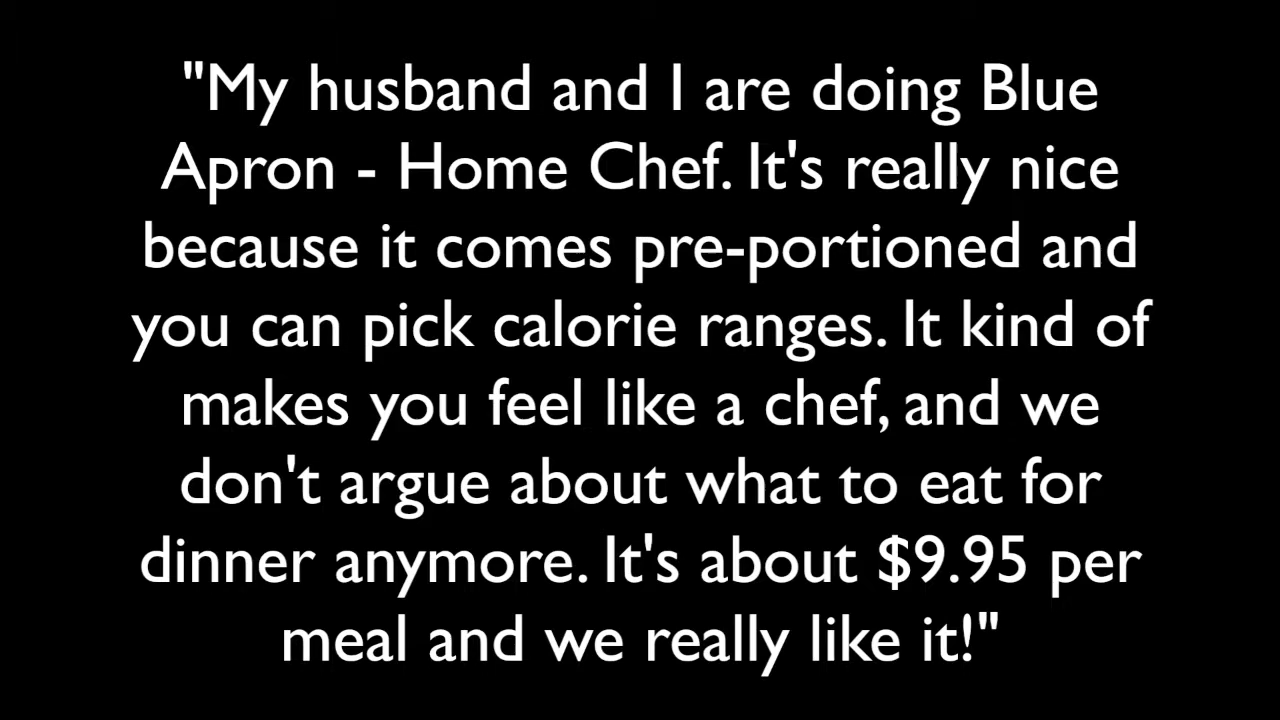 "My husband and I are doing Blue
Apron - Home Chef. It's really nice
because it comes pre-portioned and
you can pick calorie ranges. It kind of
makes you feel like a chef, and we
don't argue about what to eat for
dinner anymore. It's about $9.95 per
meal and we really like it!"